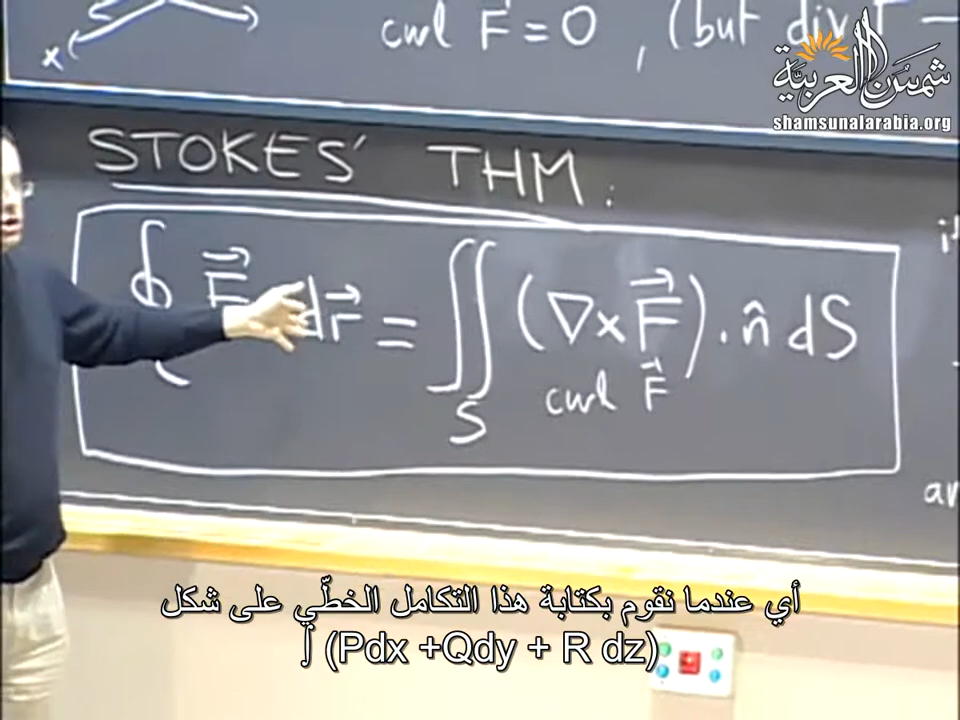 x
curl F = 0 , (but div F
شمس العربية
shamsunalarabia.org
STOKES' THM:
∮ F⃗ dr⃗ = ∬ (∇×F⃗) · n̂ dS
C
S
curl F⃗
أي عندما نقوم بكتابة هذا التكامل الخطّي على شكل
∫ (Pdx +Qdy + R dz)